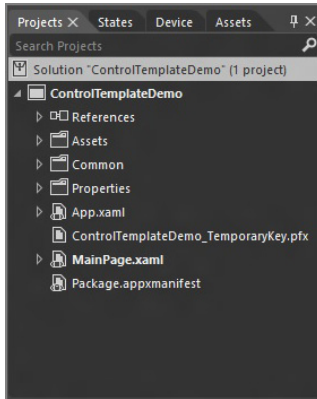 Projects States Device Assets
Search Projects
Solution "ControlTemplateDemo" (1 project)
ControlTemplateDemo
References
Assets
Common
Properties
App.xaml
ControlTemplateDemo_TemporaryKey.pfx
MainPage.xaml
Package.appxmanifest